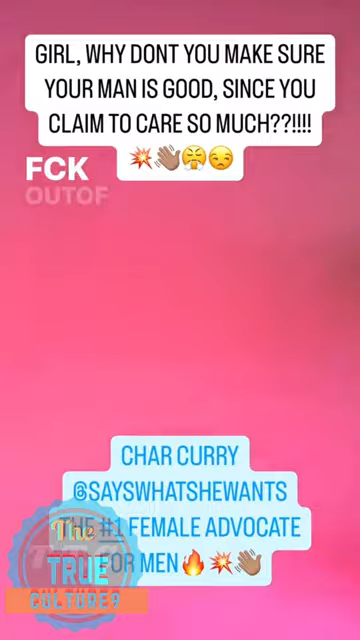 GIRL, WHY DONT YOU MAKE SURE
YOUR MAN IS GOOD, SINCE YOU
CLAIM TO CARE SO MUCH??!!!!
💥👋🏽😤😒
FCK
OUTOF
CHAR CURRY
@SAYSWHATSHEWANTS
THE #1 FEMALE ADVOCATE
FOR MEN🔥💥👋🏽
The
TRUE
CULTURE9